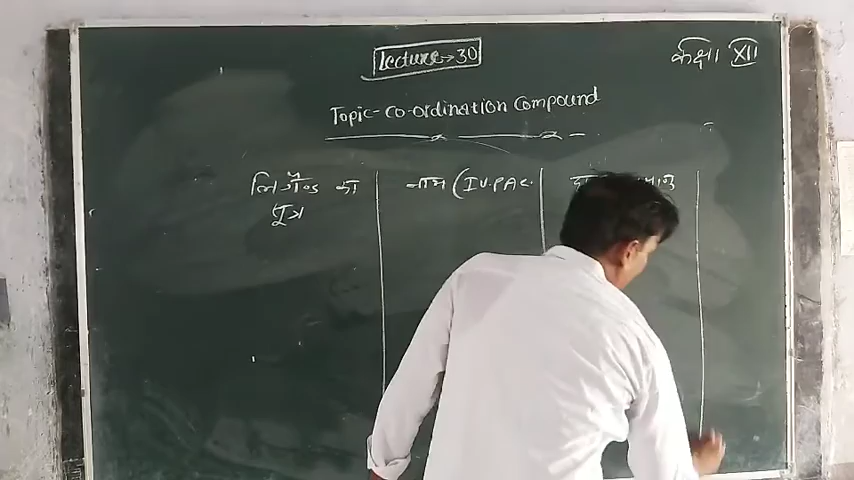 Lecture → 30
कक्षा XII
Topic - Co-ordination Compound
लिगेंण्ड का
सूत्र
नाम (I.U.P.A.C.